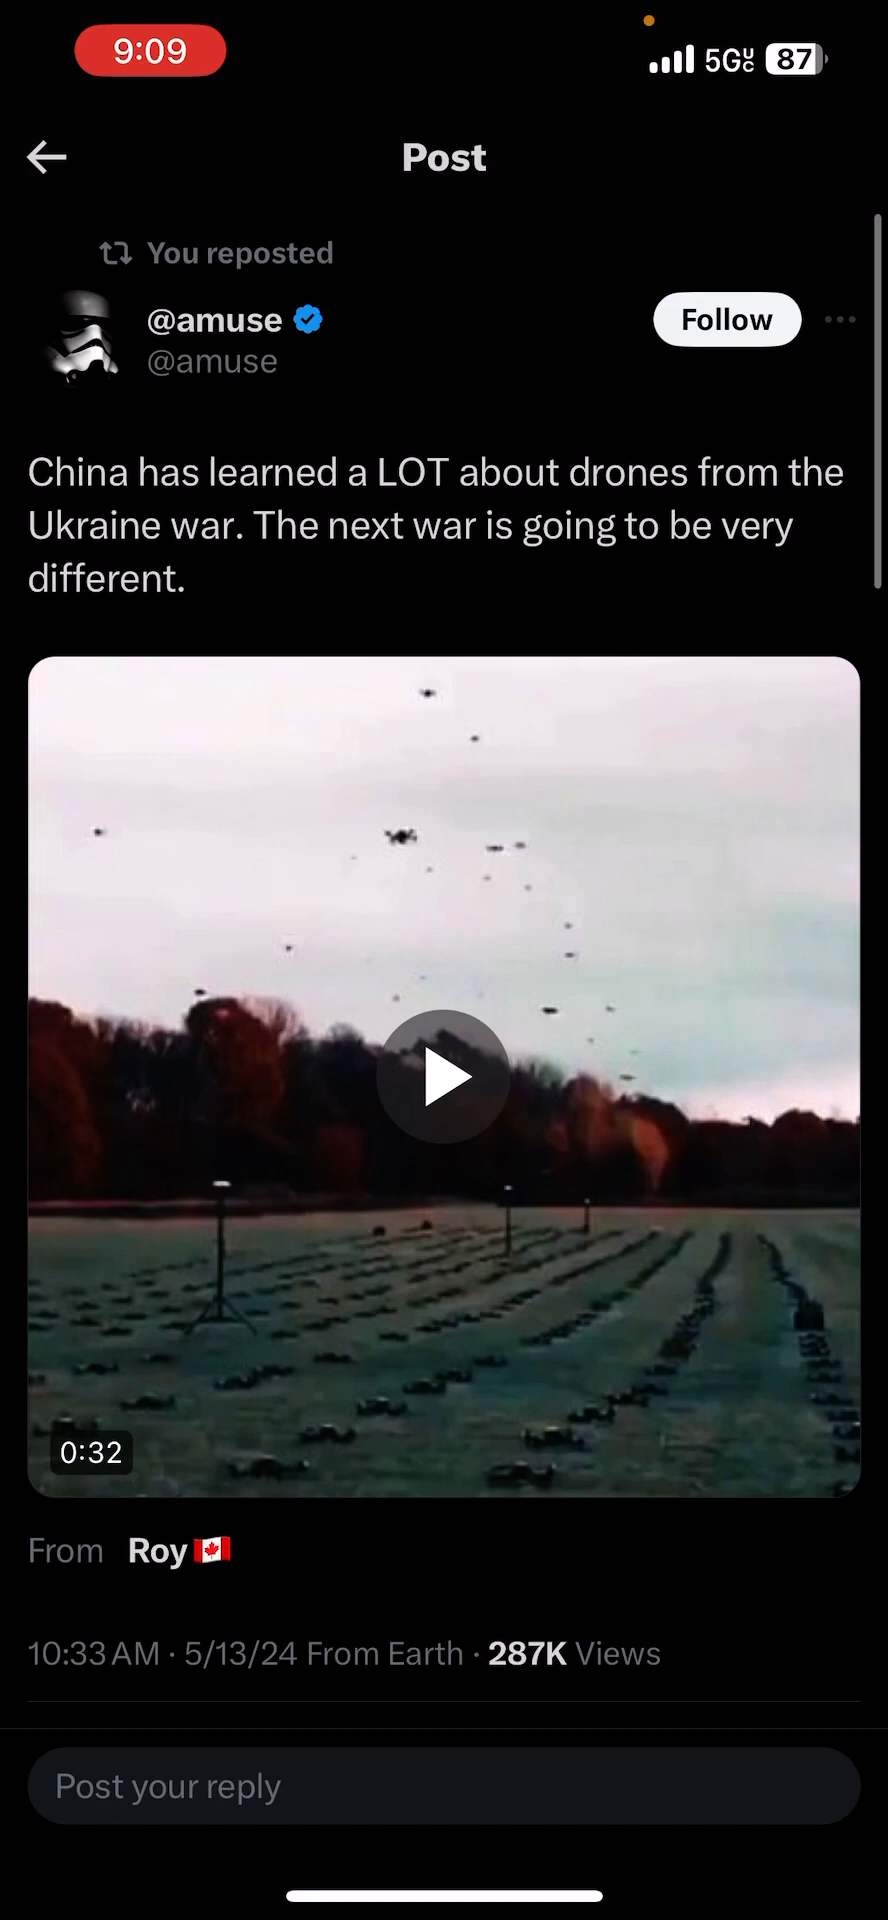 9:09
5GUC 87
Post
You reposted
@amuse
Follow
@amuse
China has learned a LOT about drones from the
Ukraine war. The next war is going to be very
different.
0:32
From Roy🇨🇦
10:33 AM · 5/13/24 From Earth · 287K Views
Post your reply